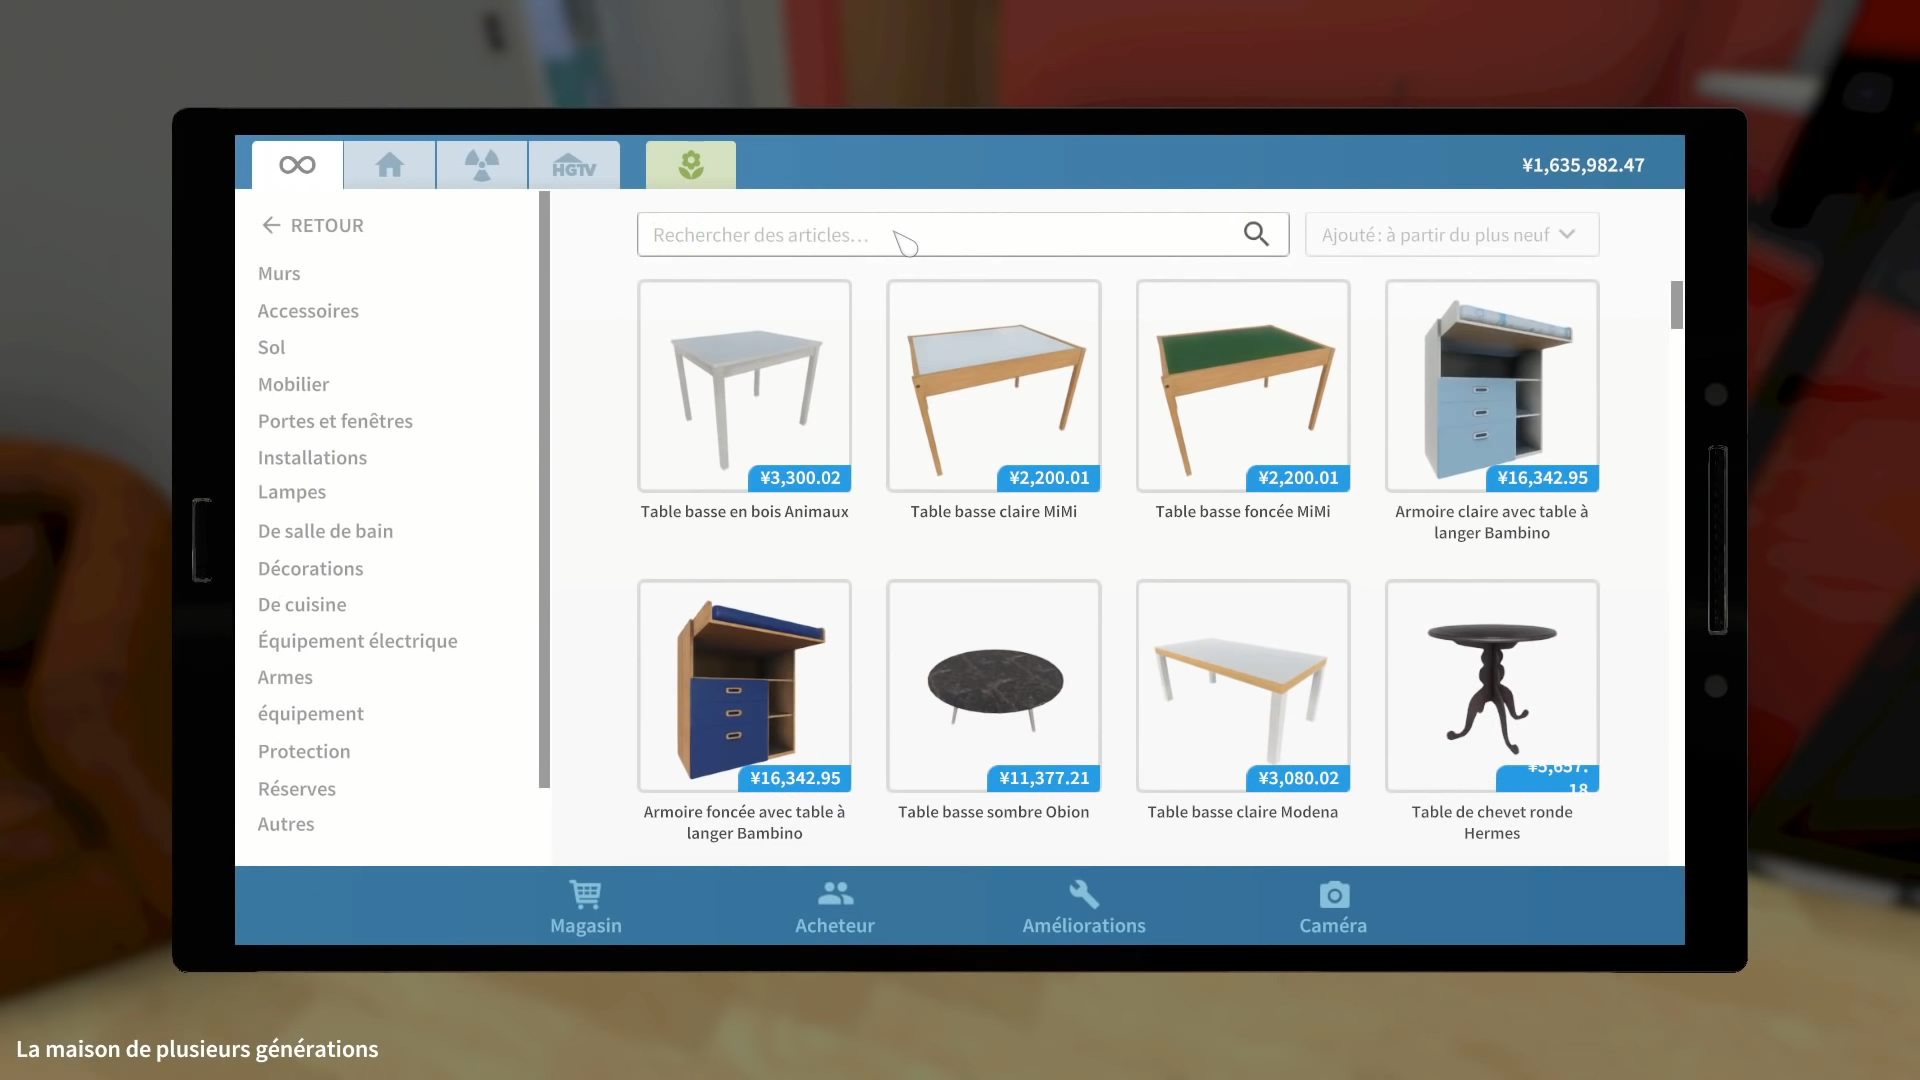 HGTV
¥1,635,982.47
RETOUR
Rechercher des articles...
Ajouté : à partir du plus neuf
Murs
Accessoires
Sol
Mobilier
Portes et fenêtres
Installations
Lampes
De salle de bain
Décorations
De cuisine
Équipement électrique
Armes
équipement
Protection
Réserves
Autres
¥3,300.02
¥2,200.01
¥2,200.01
¥16,342.95
Table basse en bois Animaux
Table basse claire MiMi
Table basse foncée MiMi
Armoire claire avec table à
langer Bambino
¥16,342.95
¥11,377.21
¥3,080.02
¥5,657.
18
Armoire foncée avec table à
langer Bambino
Table basse sombre Obion
Table basse claire Modena
Table de chevet ronde
Hermes
Magasin
Acheteur
Améliorations
Caméra
La maison de plusieurs générations